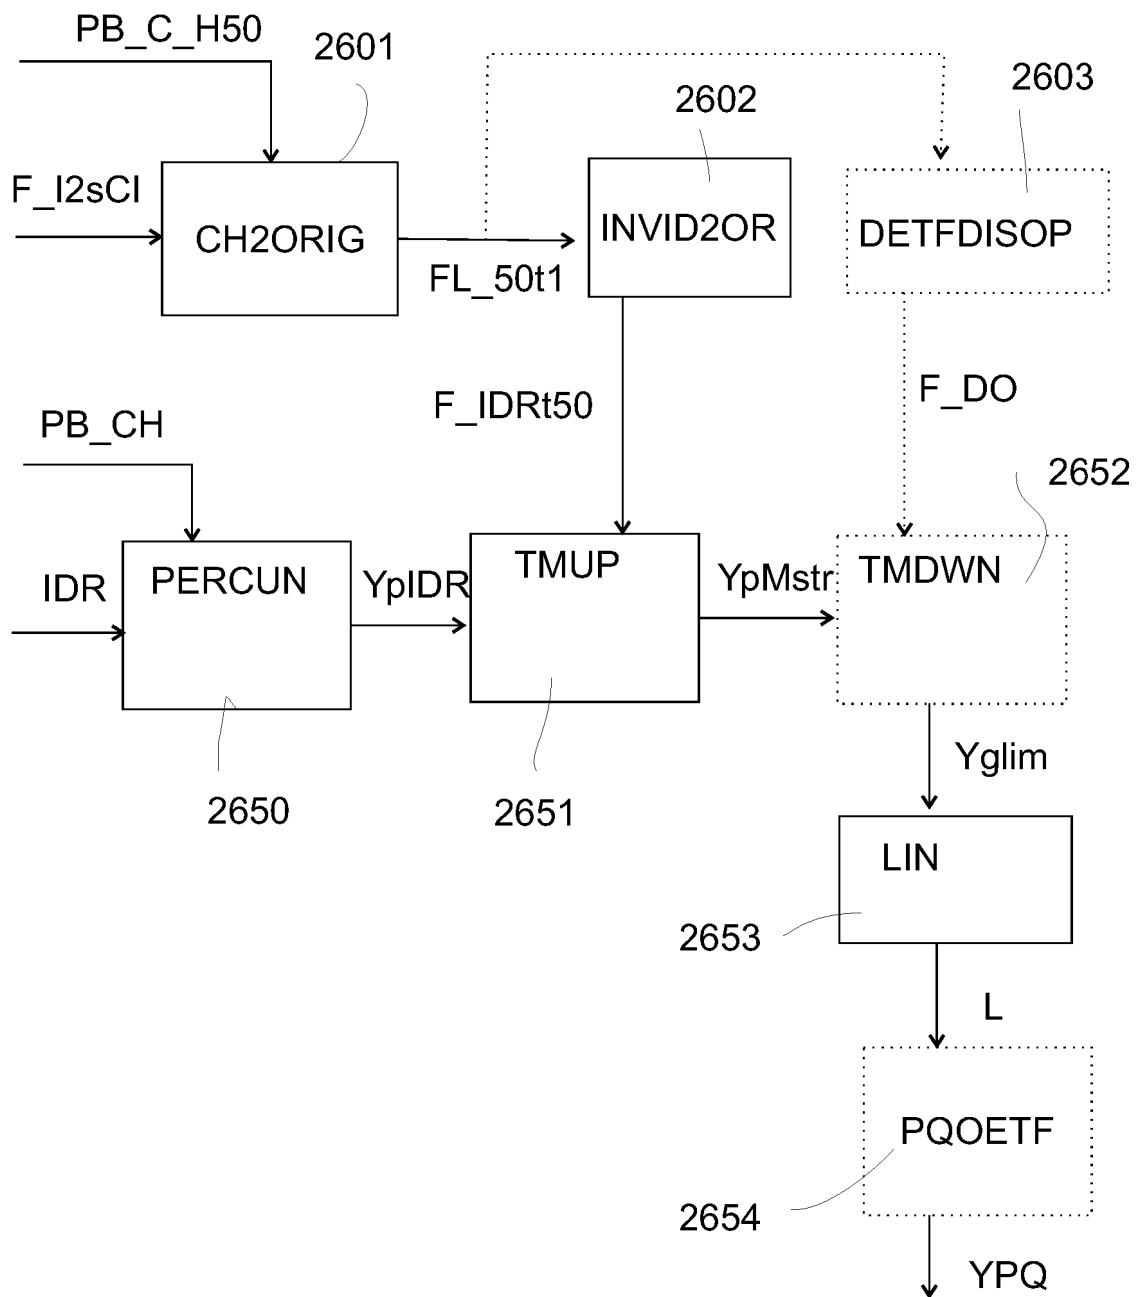 PB_C_H50
2601
2603
2602
F_I2sCI
CH2ORIG
INVID2OR
DETFDISOP
FL_50t1
F_DO
F_IDRt50
PB_CH
2652
IDR
PERCUN
YpIDR
TMUP
YpMstr
TMDWN
Yglim
2650
2651
LIN
2653
L
PQOETF
2654
YPQ